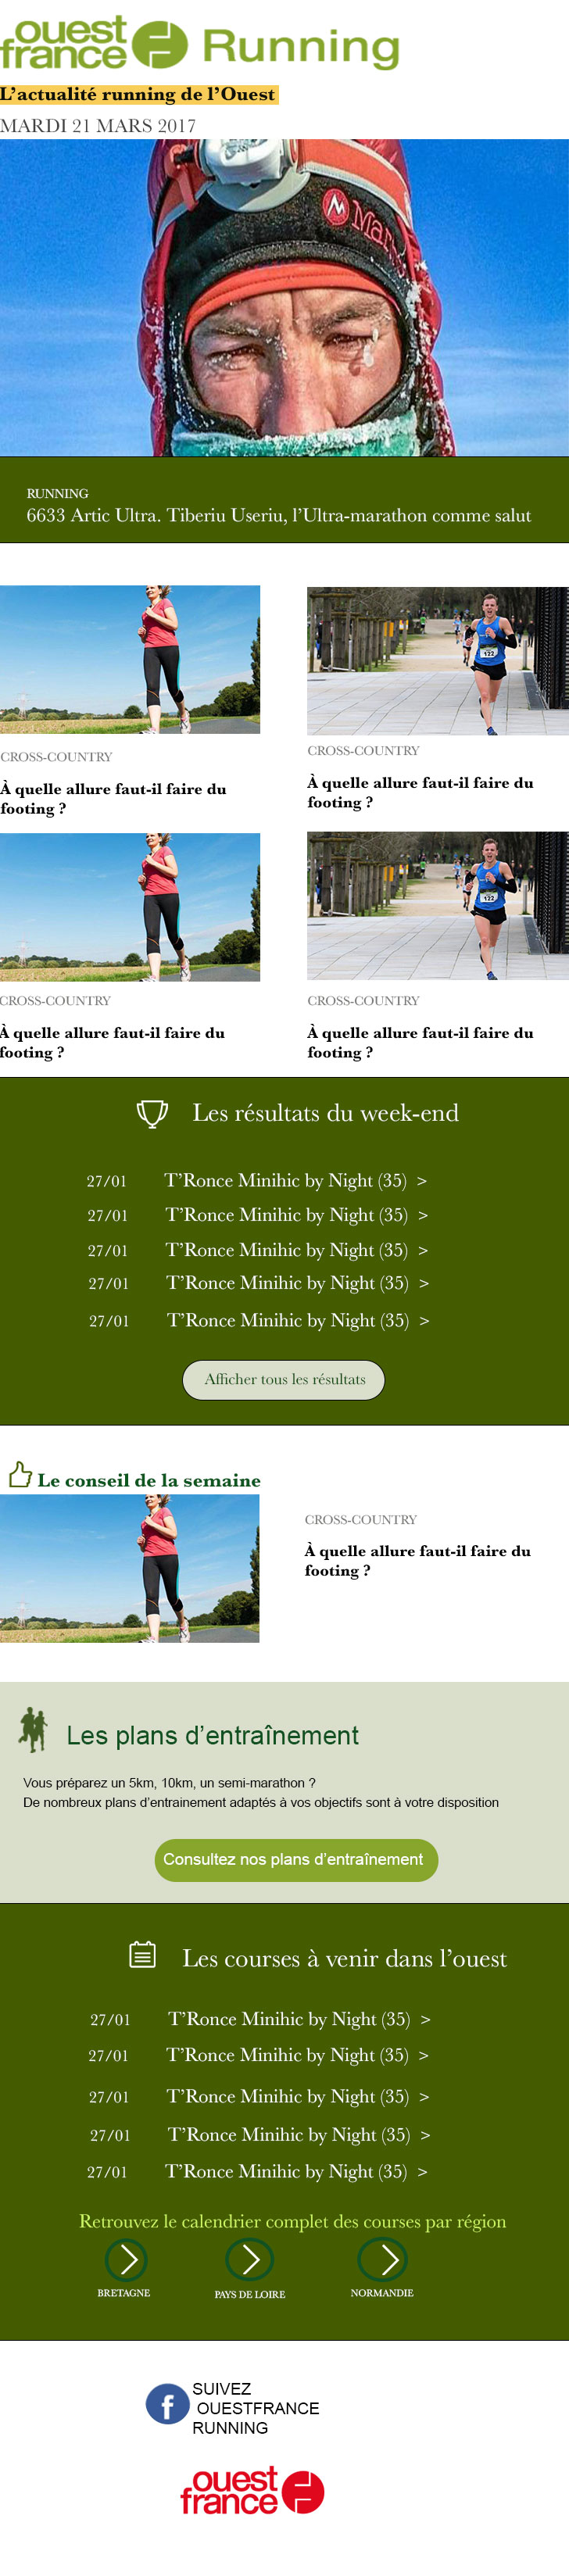 ouest
france
Running
L’actualité running de l’Ouest
MARDI 21 MARS 2017
Mar
RUNNING
6633 Artic Ultra. Tiberiu Useriu, l’Ultra-marathon comme salut
122
CROSS-COUNTRY
À quelle allure faut-il faire du
footing ?
CROSS-COUNTRY
À quelle allure faut-il faire du
footing ?
122
CROSS-COUNTRY
À quelle allure faut-il faire du
footing ?
CROSS-COUNTRY
À quelle allure faut-il faire du
footing ?
Les résultats du week-end
27/01 T’Ronce Minihic by Night (35) >
27/01 T’Ronce Minihic by Night (35) >
27/01 T’Ronce Minihic by Night (35) >
27/01 T’Ronce Minihic by Night (35) >
27/01 T’Ronce Minihic by Night (35) >
Afficher tous les résultats
Le conseil de la semaine
CROSS-COUNTRY
À quelle allure faut-il faire du
footing ?
Les plans d’entraînement
Vous préparez un 5km, 10km, un semi-marathon ?
De nombreux plans d’entrainement adaptés à vos objectifs sont à votre disposition
Consultez nos plans d’entraînement
Les courses à venir dans l’ouest
27/01 T’Ronce Minihic by Night (35) >
27/01 T’Ronce Minihic by Night (35) >
27/01 T’Ronce Minihic by Night (35) >
27/01 T’Ronce Minihic by Night (35) >
27/01 T’Ronce Minihic by Night (35) >
Retrouvez le calendrier complet des courses par région
BRETAGNE
PAYS DE LOIRE
NORMANDIE
f
SUIVEZ
OUESTFRANCE
RUNNING
ouest
france